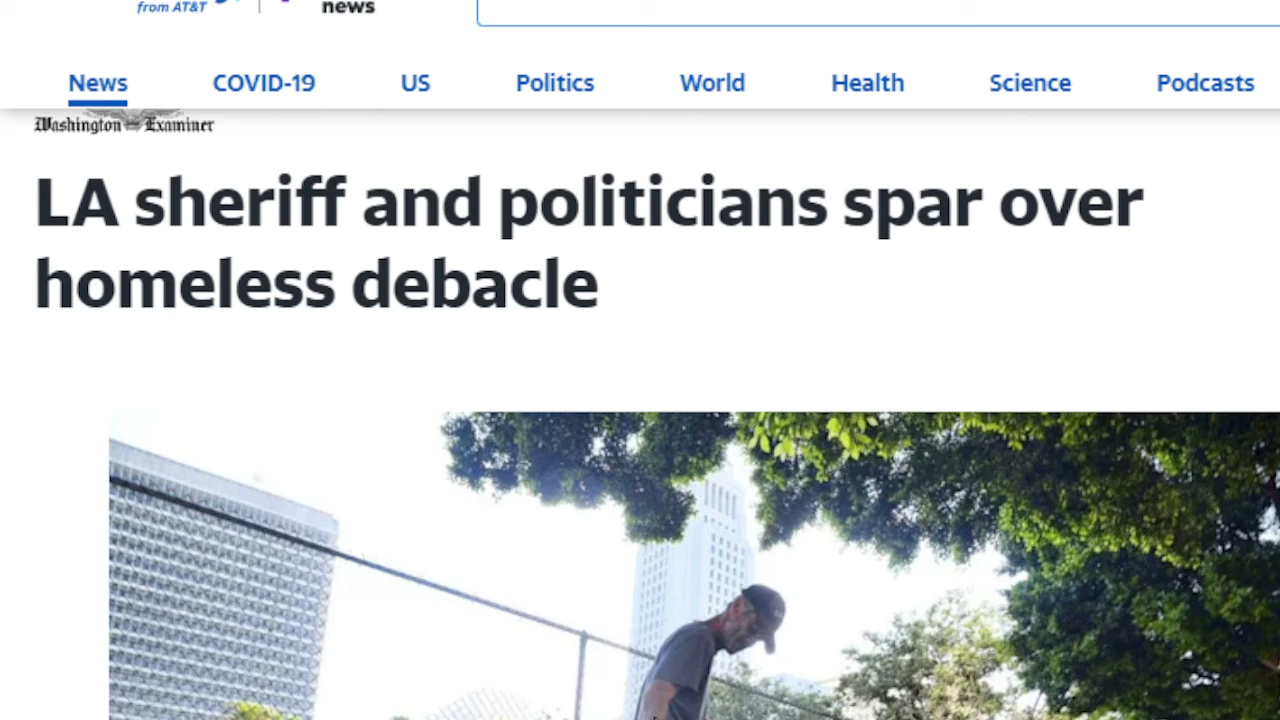 from AT&T
news
News COVID-19 US Politics World Health Science Podcasts
Washington Examiner
LA sheriff and politicians spar over
homeless debacle